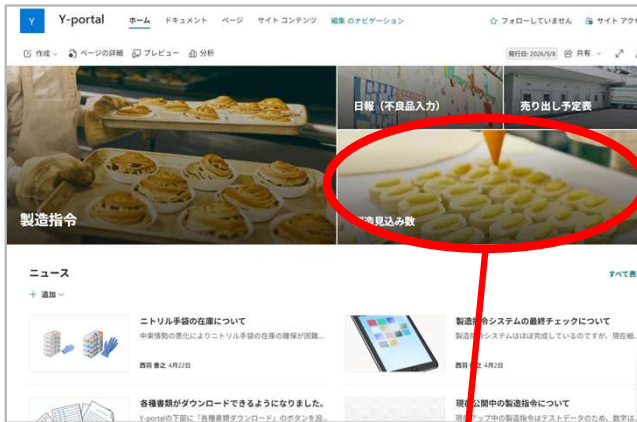 Y Y-portal ホーム ドキュメント ページ サイト コンテンツ 編集 のナビゲーション ☆ フォローしていません サイト アクセ
作成 ページの詳細 プレビュー 分析 発行日: 2026/5/8 共有
日報(不良品入力) 売り出し予定表
製造指令
造見込み数
ニュース すべて表
+ 追加
ニトリル手袋の在庫について
中東情勢の悪化によりニトリル手袋の在庫の確保が困難...
西羽 善之 4月22日
製造指令システムの最終チェックについて
製造指令システムはほぼ完成しているのですが、現在細...
西羽 善之 4月2日
各種書類がダウンロードできるようになりました。
Y-portalの下部に「各種書類ダウンロード」のボタンを設...
現在公開中の製造指令について
現在アップ中の製造指令はテストデータのため、数字は...